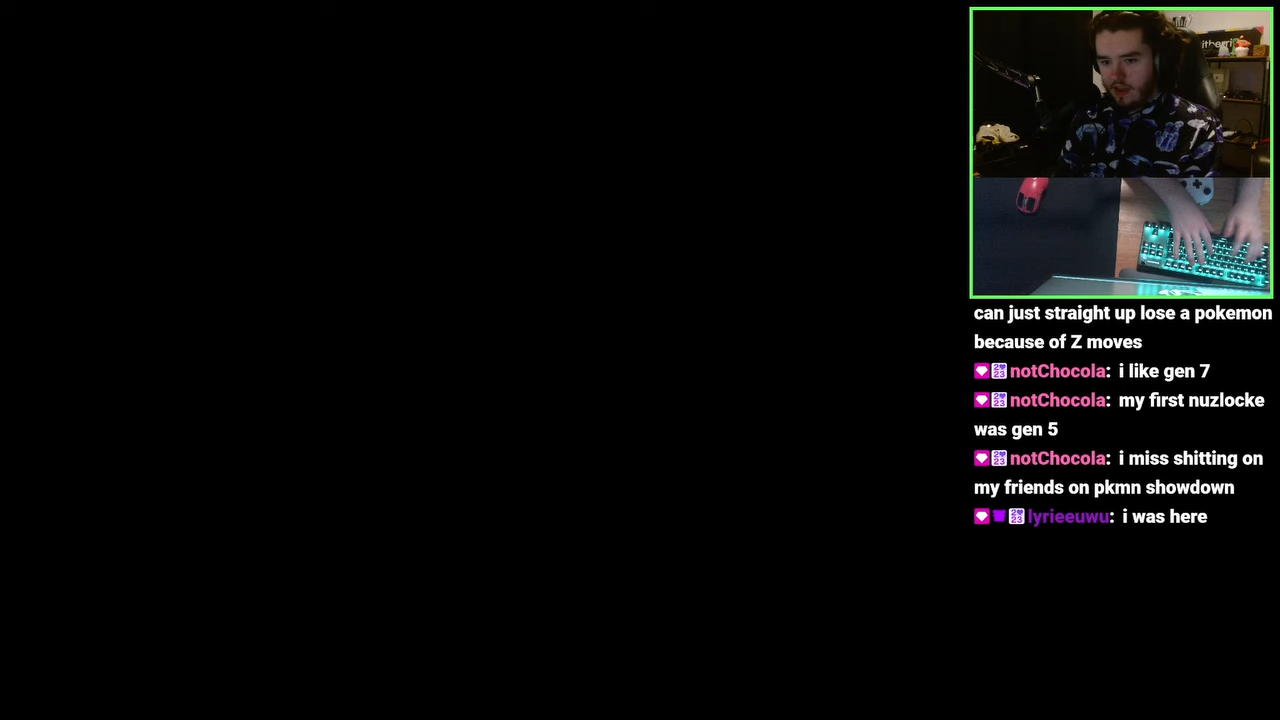 can just straight up lose a pokemon
because of Z moves
notChocola: i like gen 7
notChocola: my first nuzlocke
was gen 5
notChocola: i miss shitting on
my friends on pkmn showdown
lyrieeuwu: i was here